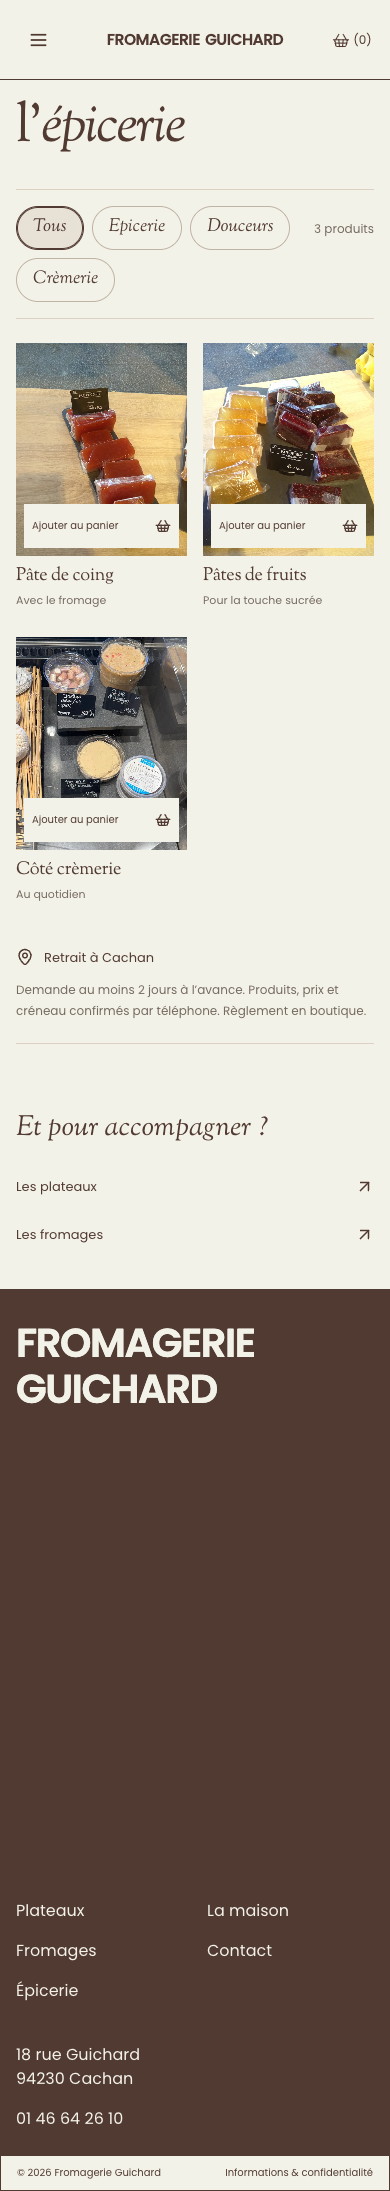 FROMAGERIE GUICHARD
(0)
l’épicerie
Tous
Epicerie
Douceurs
3 produits
Crèmerie
Ajouter au panier
Ajouter au panier
Pâte de coing
Pâtes de fruits
Avec le fromage
Pour la touche sucrée
Ajouter au panier
Côté crèmerie
Au quotidien
Retrait à Cachan
Demande au moins 2 jours à l’avance. Produits, prix et
créneau confirmés par téléphone. Règlement en boutique.
Et pour accompagner ?
Les plateaux
Les fromages
FROMAGERIE
GUICHARD
Plateaux
La maison
Fromages
Contact
Épicerie
18 rue Guichard
94230 Cachan
01 46 64 26 10
© 2026 Fromagerie Guichard
Informations & confidentialité